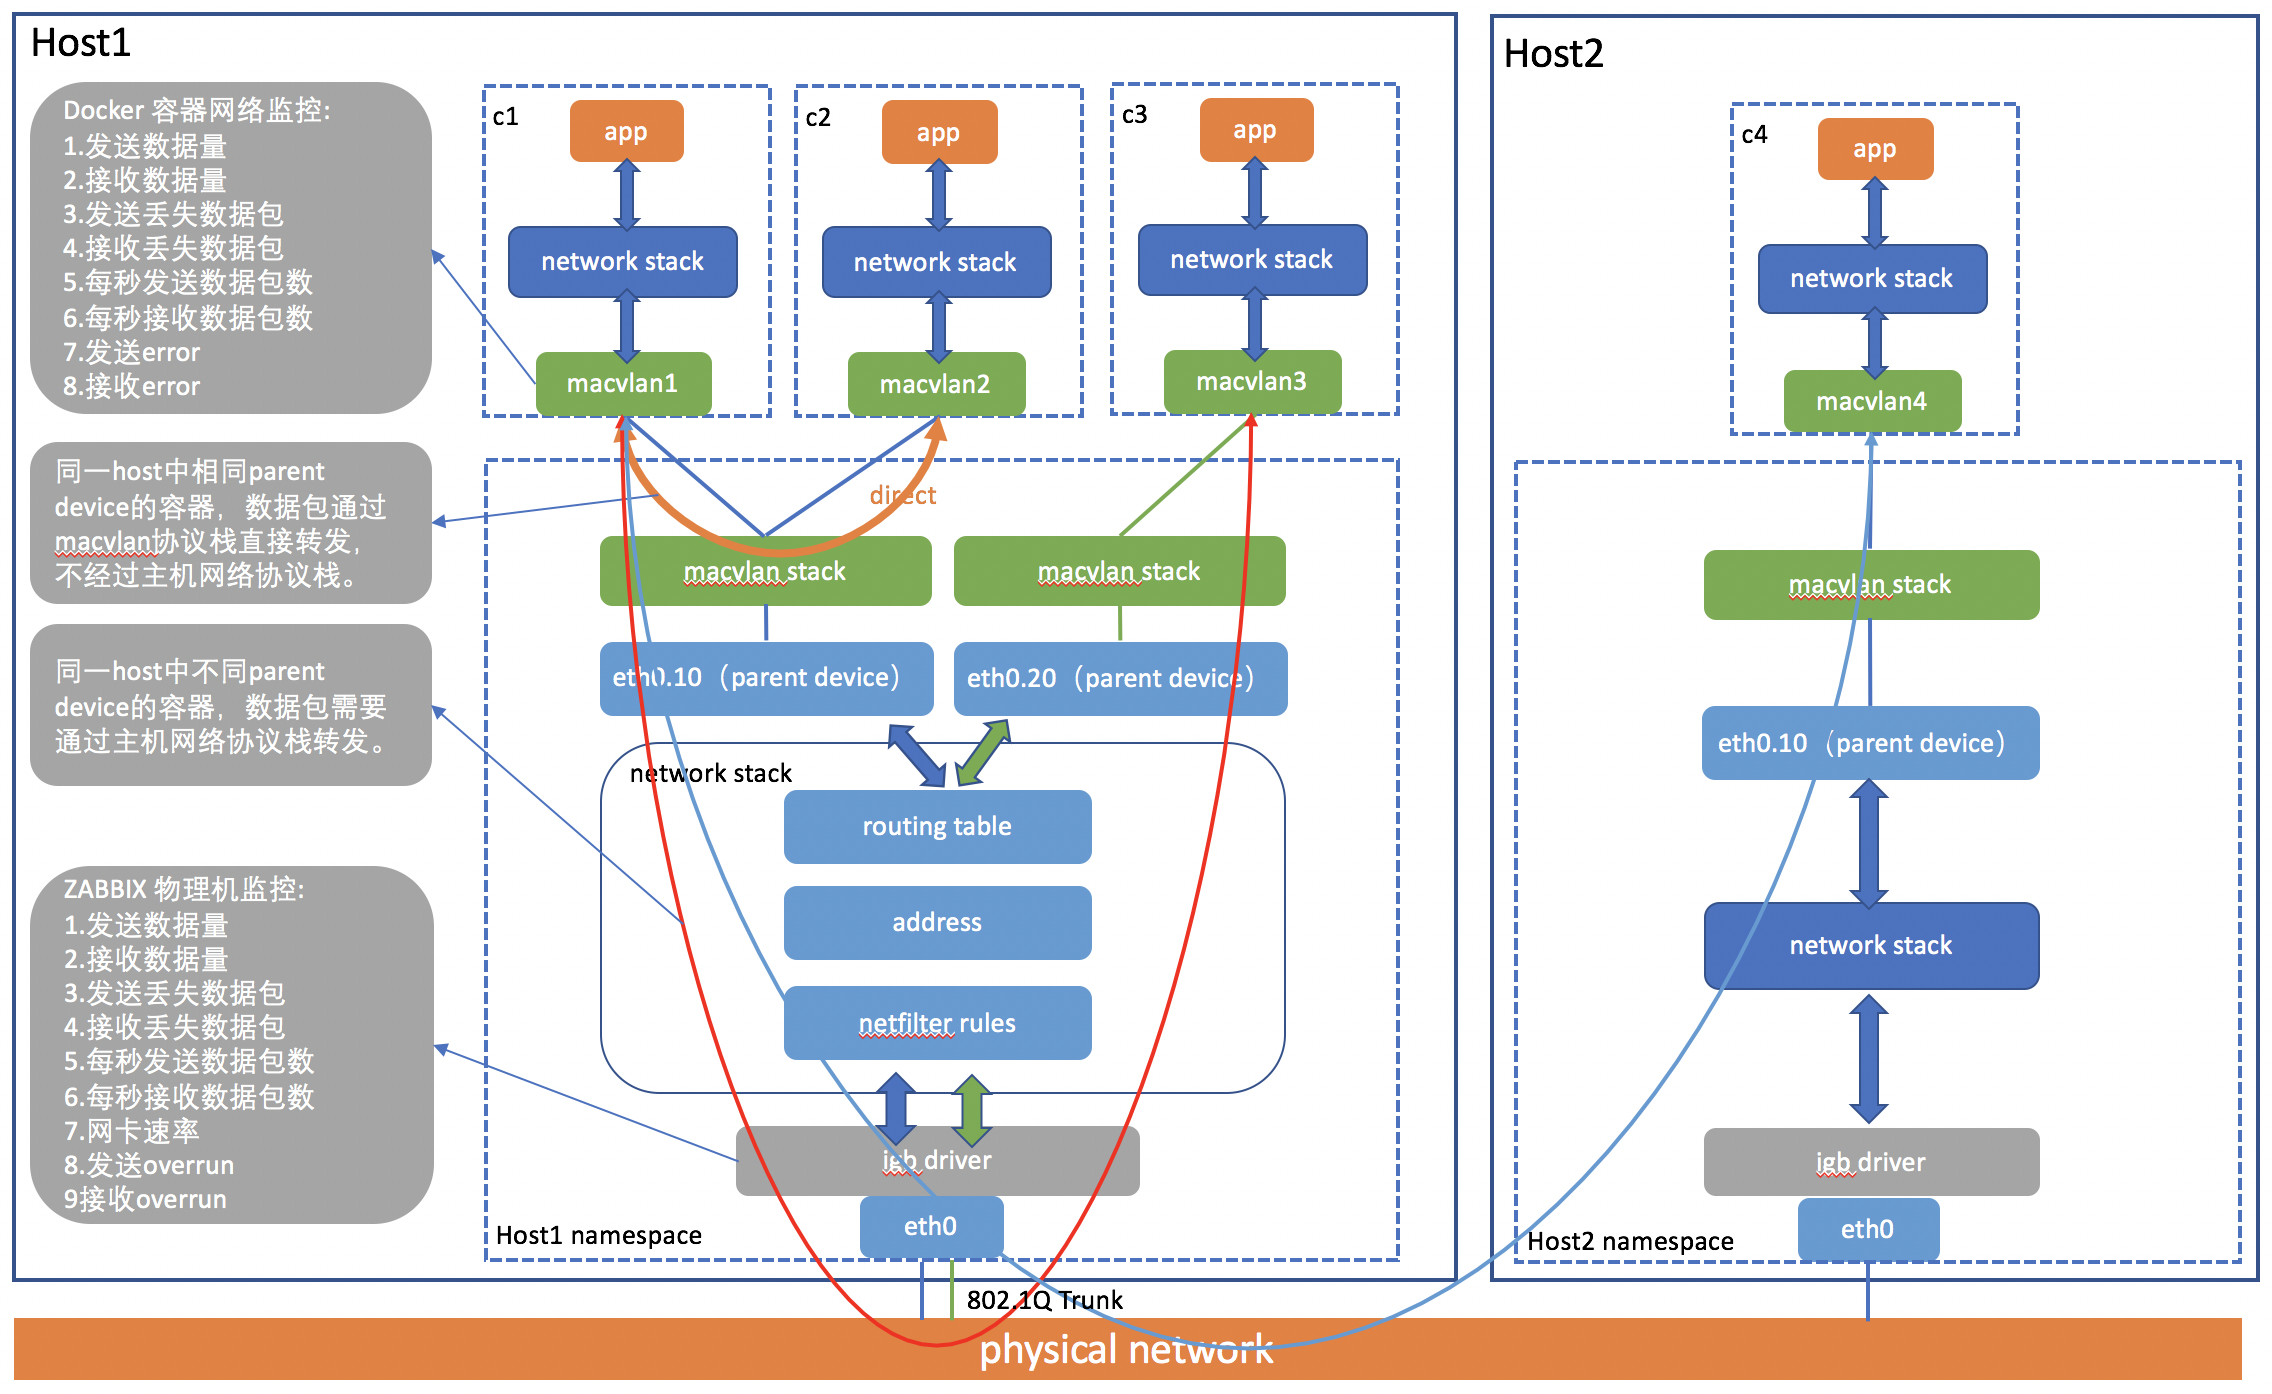 Host1
Docker 容器网络监控:
1.发送数据量
2.接收数据量
3.发送丢失数据包
4.接收丢失数据包
5.每秒发送数据包数
6.每秒接收数据包数
7.发送error
8.接收error
同一host中相同parent
device的容器，数据包通过
macvlan协议栈直接转发，
不经过主机网络协议栈。
同一host中不同parent
device的容器，数据包需要
通过主机网络协议栈转发。
ZABBIX 物理机监控:
1.发送数据量
2.接收数据量
3.发送丢失数据包
4.接收丢失数据包
5.每秒发送数据包数
6.每秒接收数据包数
7.网卡速率
8.发送overrun
9接收overrun
c1
app
network stack
macvlan1
c2
app
network stack
macvlan2
c3
app
network stack
macvlan3
direct
macvlan stack
macvlan stack
eth0.10（parent device）
eth0.20（parent device）
network stack
routing table
address
netfilter rules
igb driver
eth0
Host1 namespace
802.1Q Trunk
Host2
c4
app
network stack
macvlan4
macvlan stack
eth0.10（parent device）
network stack
igb driver
eth0
Host2 namespace
physical network